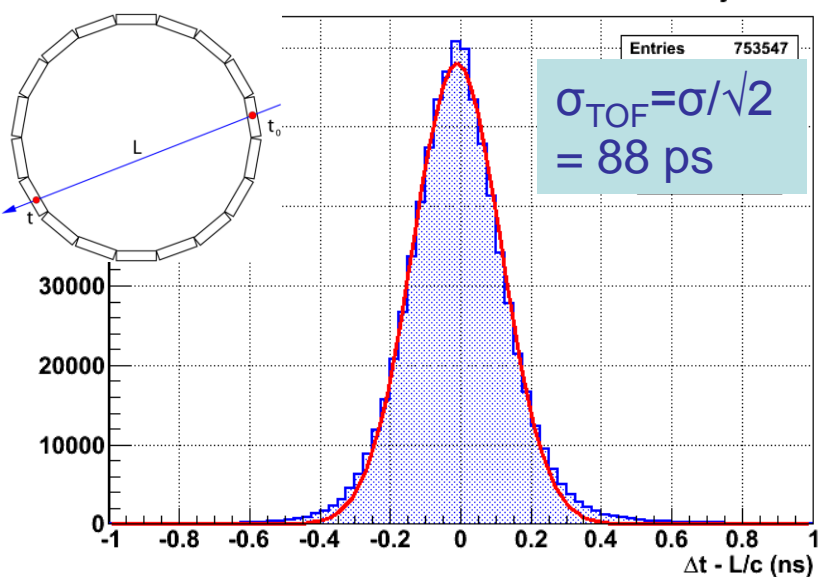 Entries 753547
σTOF=σ/√2
= 88 ps
t₀
L
t
30000
20000
10000
0
-1 -0.8 -0.6 -0.4 -0.2 0 0.2 0.4 0.6 0.8 1
Δt - L/c (ns)